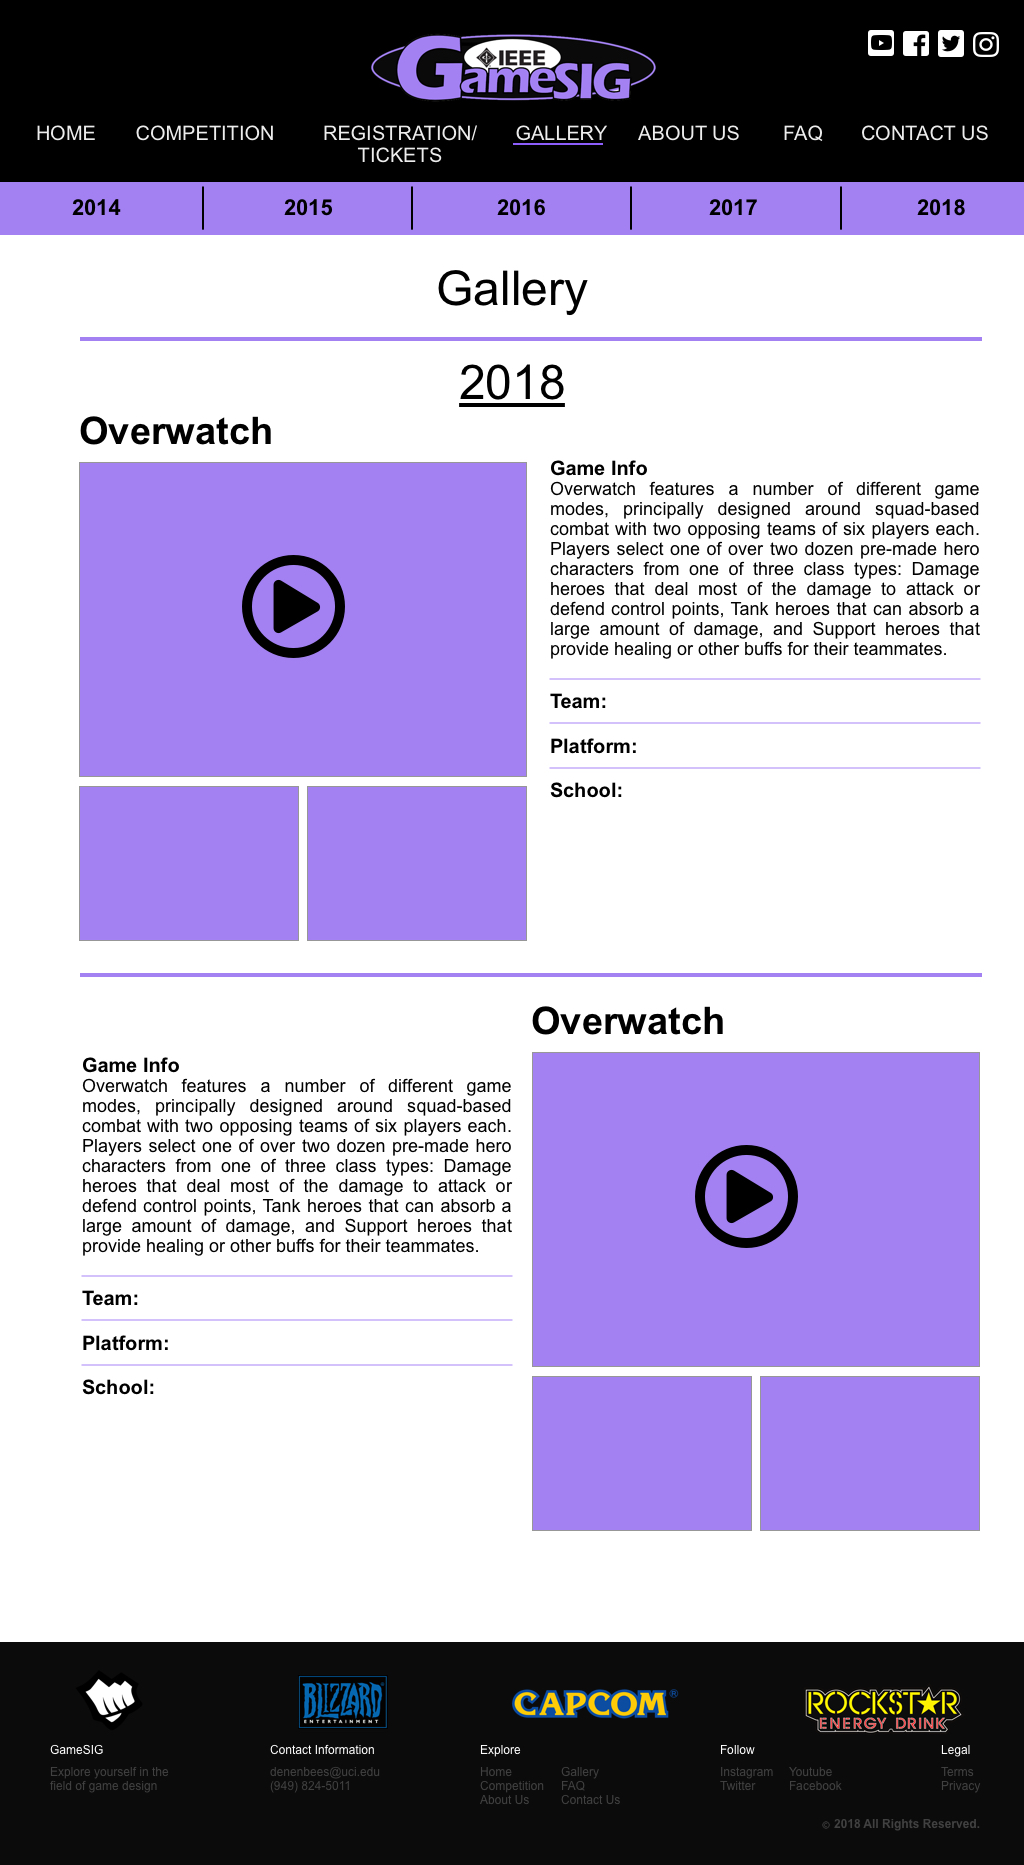 IEEE
GameSIG
HOME COMPETITION REGISTRATION/ GALLERY ABOUT US FAQ CONTACT US
TICKETS
2014 2015 2016 2017 2018
Gallery
2018
Overwatch
Game Info
Overwatch features a number of different game
modes, principally designed around squad-based
combat with two opposing teams of six players each.
Players select one of over two dozen pre-made hero
characters from one of three class types: Damage
heroes that deal most of the damage to attack or
defend control points, Tank heroes that can absorb a
large amount of damage, and Support heroes that
provide healing or other buffs for their teammates.
Team:
Platform:
School:
Overwatch
Game Info
Overwatch features a number of different game
modes, principally designed around squad-based
combat with two opposing teams of six players each.
Players select one of over two dozen pre-made hero
characters from one of three class types: Damage
heroes that deal most of the damage to attack or
defend control points, Tank heroes that can absorb a
large amount of damage, and Support heroes that
provide healing or other buffs for their teammates.
Team:
Platform:
School:
BLIZZARD
ENTERTAINMENT
CAPCOM®
ROCKSTAR
ENERGY DRINK
GameSIG
Explore yourself in the
field of game design
Contact Information
denenbees@uci.edu
(949) 824-5011
Explore
Home Gallery
Competition FAQ
About Us Contact Us
Follow
Instagram Youtube
Twitter Facebook
Legal
Terms
Privacy
© 2018 All Rights Reserved.